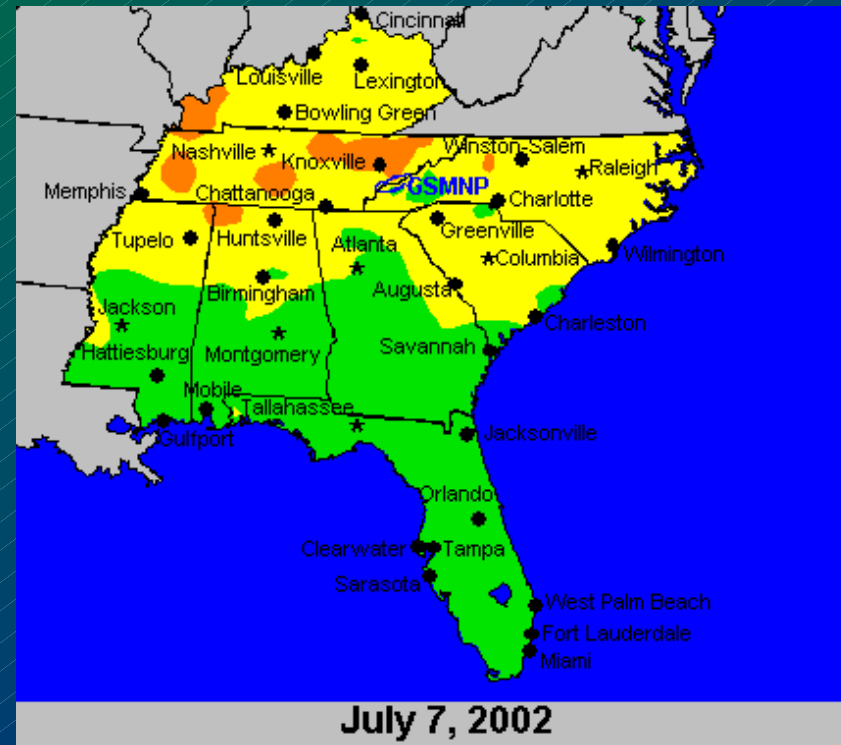 Cincinnati
Louisville
Lexington
Bowling Green
Nashville
Knoxville
Winston-Salem
Raleigh
Memphis
Chattanooga
GSMNP
Charlotte
Tupelo
Huntsville
Atlanta
Greenville
Columbia
Wilmington
Birmingham
Augusta
Jackson
Charleston
Hattiesburg
Montgomery
Savannah
Mobile
Tallahassee
Gulfport
Jacksonville
Orlando
Clearwater
Tampa
Sarasota
West Palm Beach
Fort Lauderdale
Miami
July 7, 2002